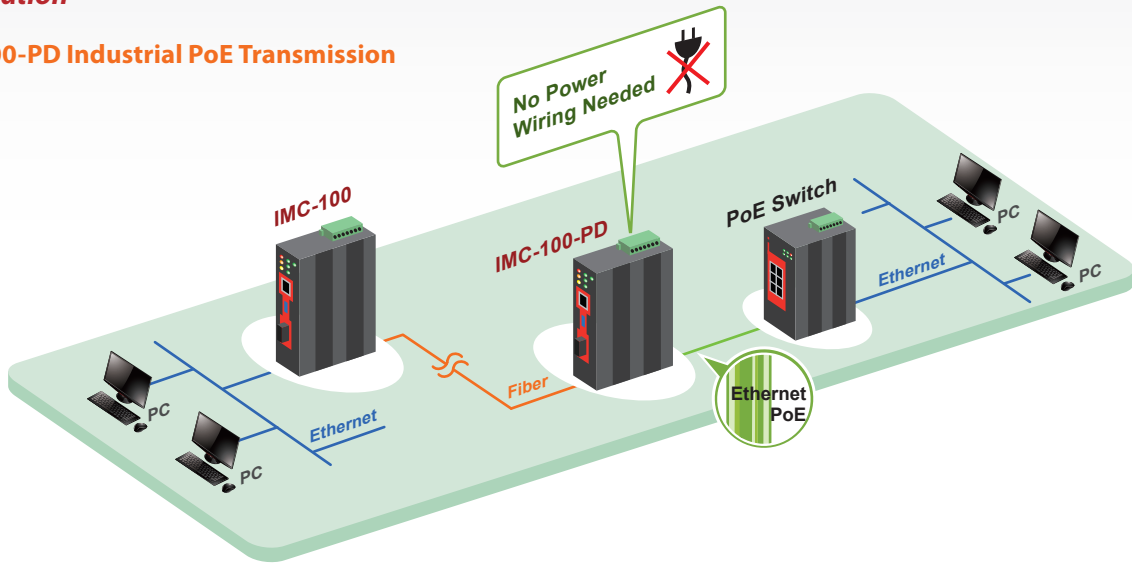 00-PD Industrial PoE Transmission
No Power
Wiring Needed
IMC-100
IMC-100-PD
PoE Switch
PC
PC
Ethernet
Fiber
Ethernet
PoE
Ethernet
PC
PC